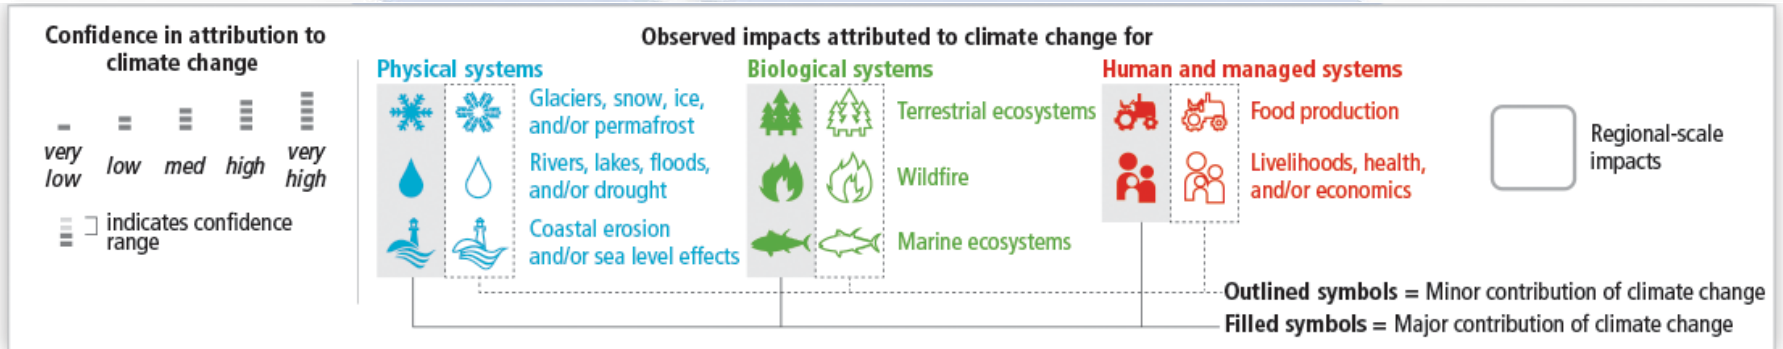 Confidence in attribution to
climate change
very
low
low
med
high
very
high
indicates confidence
range
Observed impacts attributed to climate change for
Physical systems
Glaciers, snow, ice,
and/or permafrost
Rivers, lakes, floods,
and/or drought
Coastal erosion
and/or sea level effects
Biological systems
Terrestrial ecosystems
Wildfire
Marine ecosystems
Human and managed systems
Food production
Livelihoods, health,
and/or economics
Regional-scale
impacts
Outlined symbols = Minor contribution of climate change
Filled symbols = Major contribution of climate change